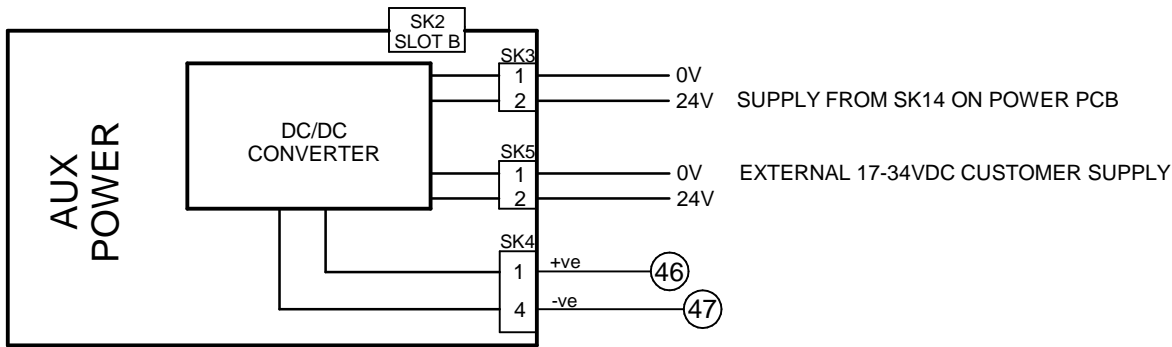 SK2
SLOT B
AUX
POWER
DC/DC
CONVERTER
SK3
1 0V
2 24V SUPPLY FROM SK14 ON POWER PCB
SK5
1 0V EXTERNAL 17-34VDC CUSTOMER SUPPLY
2 24V
SK4
1 +ve 46
4 -ve 47